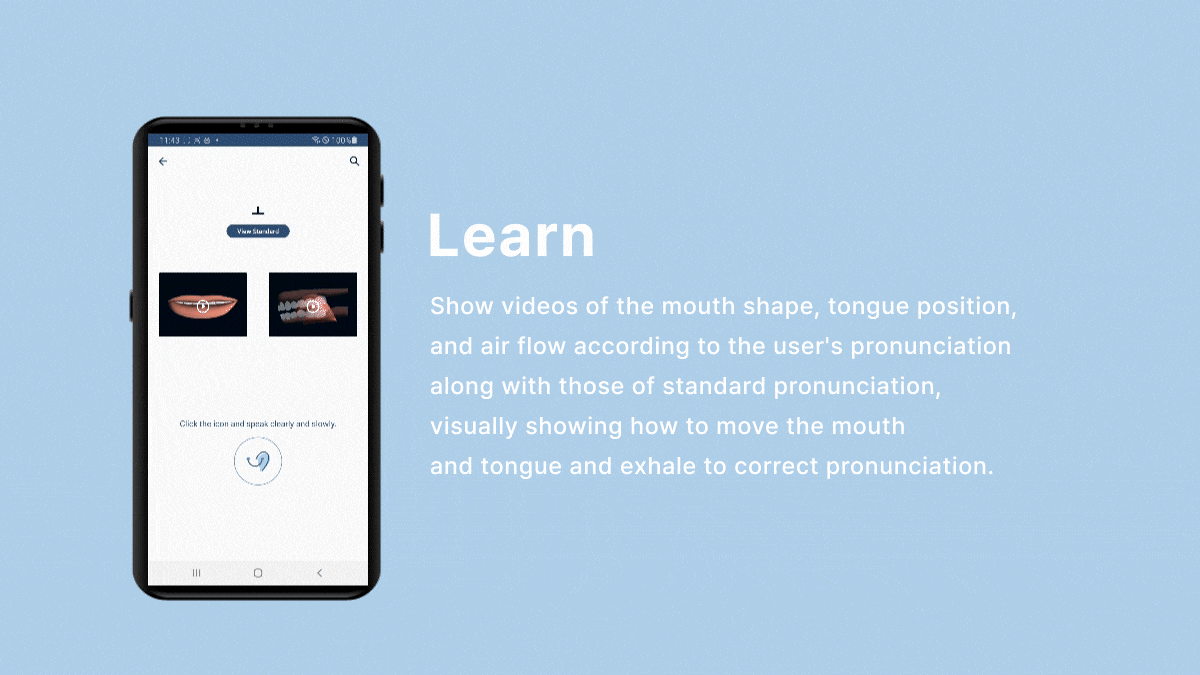 11:43
100%
ㅗ
View Standard
Click the icon and speak clearly and slowly.
Learn
Show videos of the mouth shape, tongue position,
and air flow according to the user's pronunciation
along with those of standard pronunciation,
visually showing how to move the mouth
and tongue and exhale to correct pronunciation.